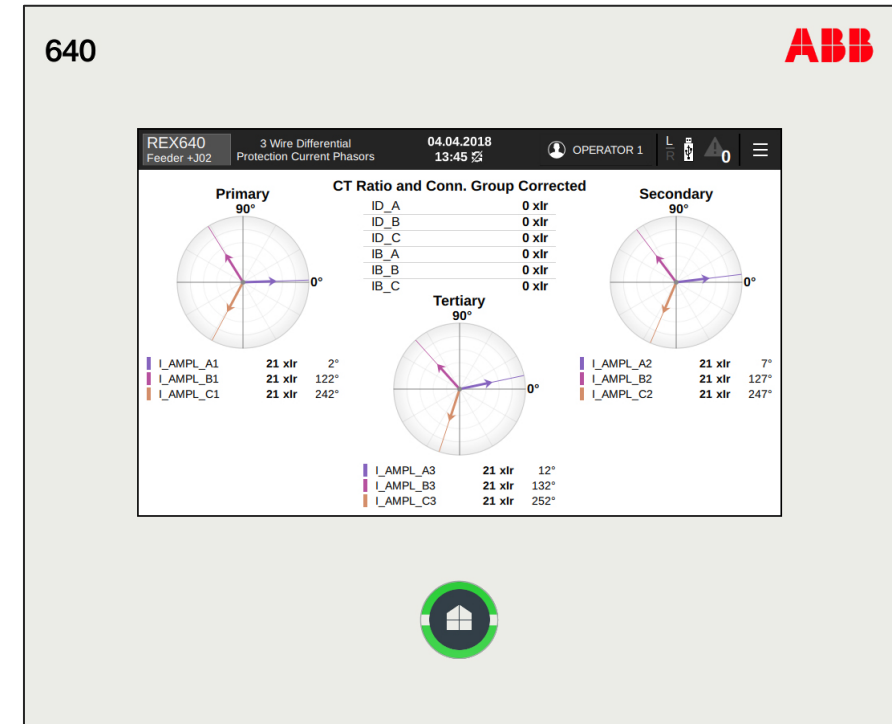 640
ABB
REX640
Feeder +J02
3 Wire Differential
Protection Current Phasors
04.04.2018
13:45
OPERATOR 1
L
R
0
CT Ratio and Conn. Group Corrected
Primary
90°
0°
I_AMPL_A1 21 xIr 2°
I_AMPL_B1 21 xIr 122°
I_AMPL_C1 21 xIr 242°
ID_A 0 xIr
ID_B 0 xIr
ID_C 0 xIr
IB_A 0 xIr
IB_B 0 xIr
IB_C 0 xIr
Tertiary
90°
0°
I_AMPL_A3 21 xIr 12°
I_AMPL_B3 21 xIr 132°
I_AMPL_C3 21 xIr 252°
Secondary
90°
0°
I_AMPL_A2 21 xIr 7°
I_AMPL_B2 21 xIr 127°
I_AMPL_C2 21 xIr 247°